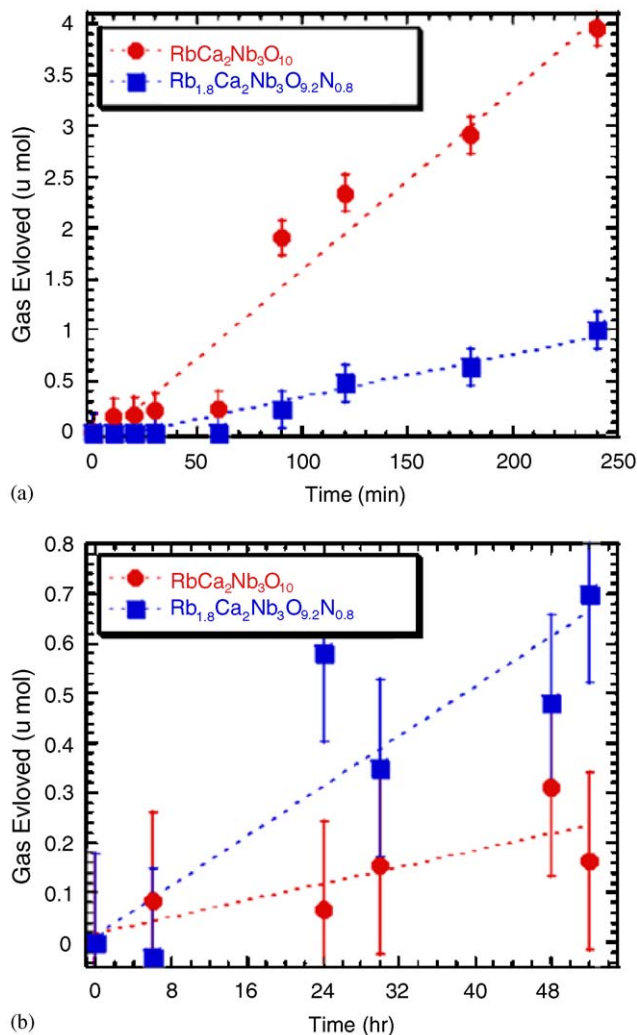 4
3.5
3
2.5
2
1.5
1
0.5
0
Gas Evloved (u mol)
RbCa₂Nb₃O₁₀
Rb₁.₈Ca₂Nb₃O₉.₂N₀.₈
0 50 100 150 200 250
(a)
Time (min)
0.8
0.7
0.6
0.5
0.4
0.3
0.2
0.1
0
Gas Evloved (u mol)
RbCa₂Nb₃O₁₀
Rb₁.₈Ca₂Nb₃O₉.₂N₀.₈
0 8 16 24 32 40 48
(b)
Time (hr)